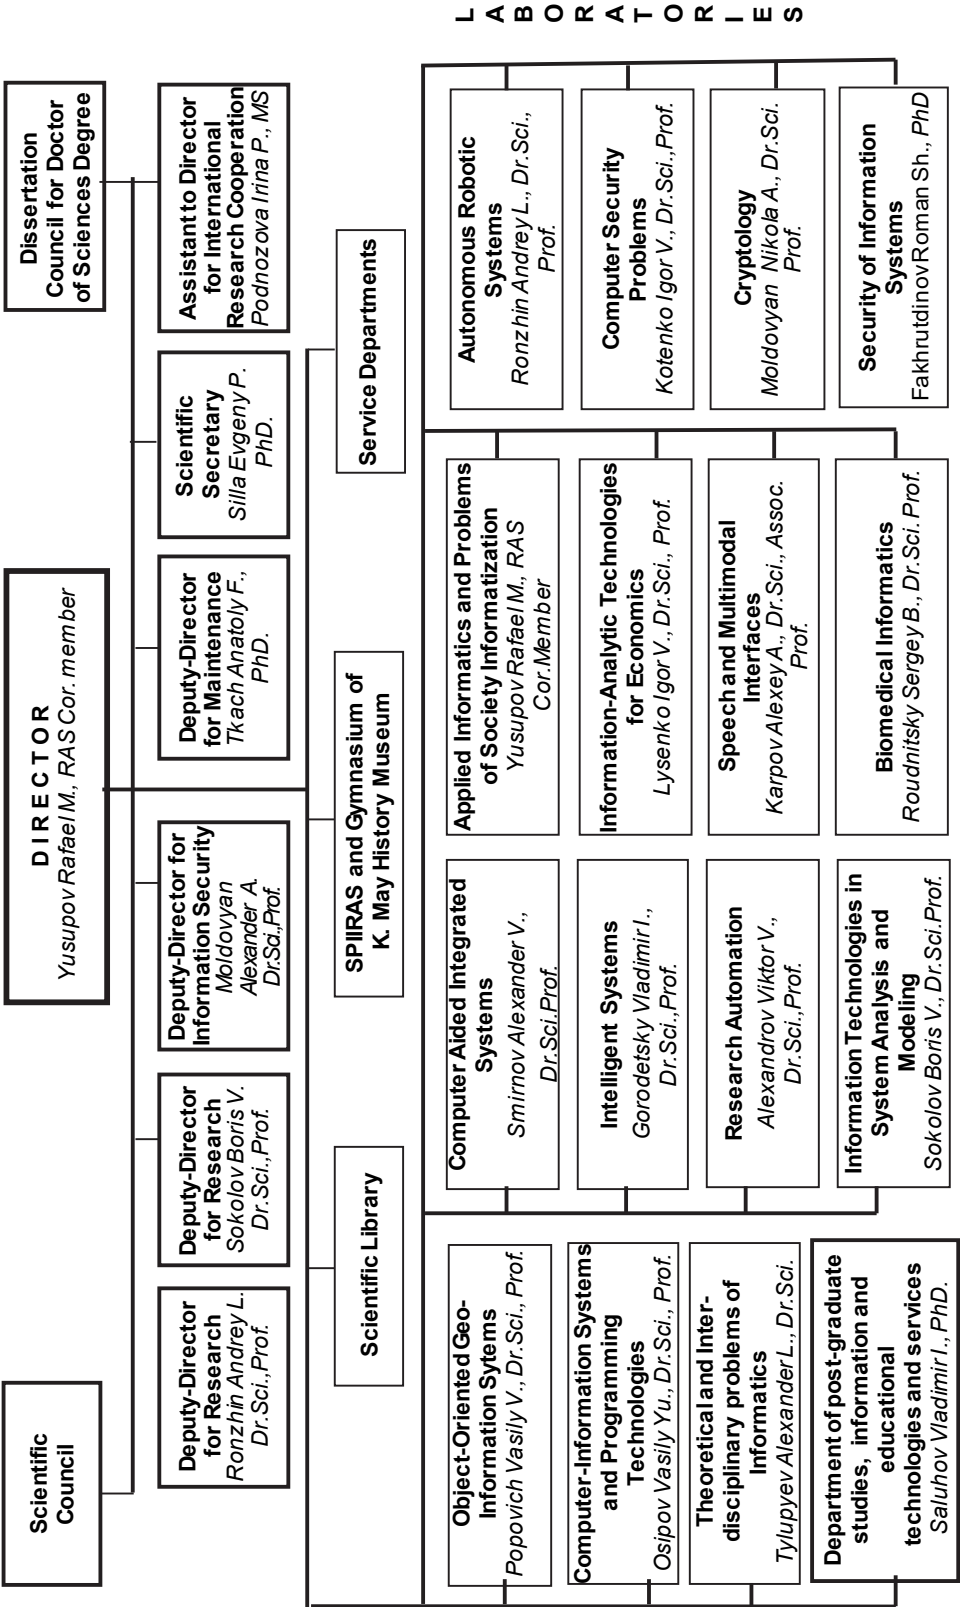 Scientific
Council
DIRECTOR
Yusupov Rafael M., RAS Cor. member
Dissertation
Council for Doctor
of Sciences Degree
Deputy-Director
for Research
Ronzhin Andrey L.
Dr.Sci.,Prof.
Deputy-Director
for Research
Sokolov Boris V.
Dr.Sci.,Prof.
Deputy-Director for
Information Security
Moldovyan
Alexander A.
Dr.Sci.,Prof.
Deputy-Director
for Maintenance
Tkach Anatoly F.,
PhD.
Scientific
Secretary
Silla Evgeny P.
PhD.
Assistant to Director
for International
Research Cooperation
Podnozova Irina P., MS
Scientific Library
SPIIRAS and Gymnasium of
K. May History Museum
Service Departments
Object-Oriented Geo-
Information Sytems
Popovich Vasily V., Dr.Sci., Prof.
Computer-Information Systems
and Programming
Technologies
Osipov Vasily Yu., Dr.Sci., Prof.
Theoretical and Inter-
disciplinary problems of
Informatics
Tylupyev Alexander L., Dr.Sci.
Department of post-graduate
studies, information and
educational
technologies and services
Saluhov Vladimir I., PhD.
Computer Aided Integrated
Systems
Smirnov Alexander V.,
Dr.Sci.Prof.
Intelligent Systems
Gorodetsky Vladimir I.,
Dr.Sci.,Prof.
Research Automation
Alexandrov Viktor V.,
Dr.Sci.,Prof.
Information Technologies in
System Analysis and
Modeling
Sokolov Boris V., Dr.Sci.Prof.
Applied Informatics and Problems
of Society Informatization
Yusupov Rafael M., RAS
Cor.Member
Information-Analytic Technologies
for Economics
Lysenko Igor V., Dr.Sci., Prof.
Speech and Multimodal
Interfaces
Karpov Alexey A., Dr.Sci., Assoc.
Prof.
Biomedical Informatics
Roudnitsky Sergey B., Dr.Sci. Prof.
Autonomous Robotic
Systems
Ronzhin Andrey L., Dr.Sci.,
Prof.
Computer Security
Problems
Kotenko Igor V., Dr.Sci.,Prof.
Cryptology
Moldovyan Nikola A., Dr.Sci.
Prof.
Security of Information
Systems
Fakhrutdinov Roman Sh., PhD
L
A
B
O
R
A
T
O
R
I
E
S